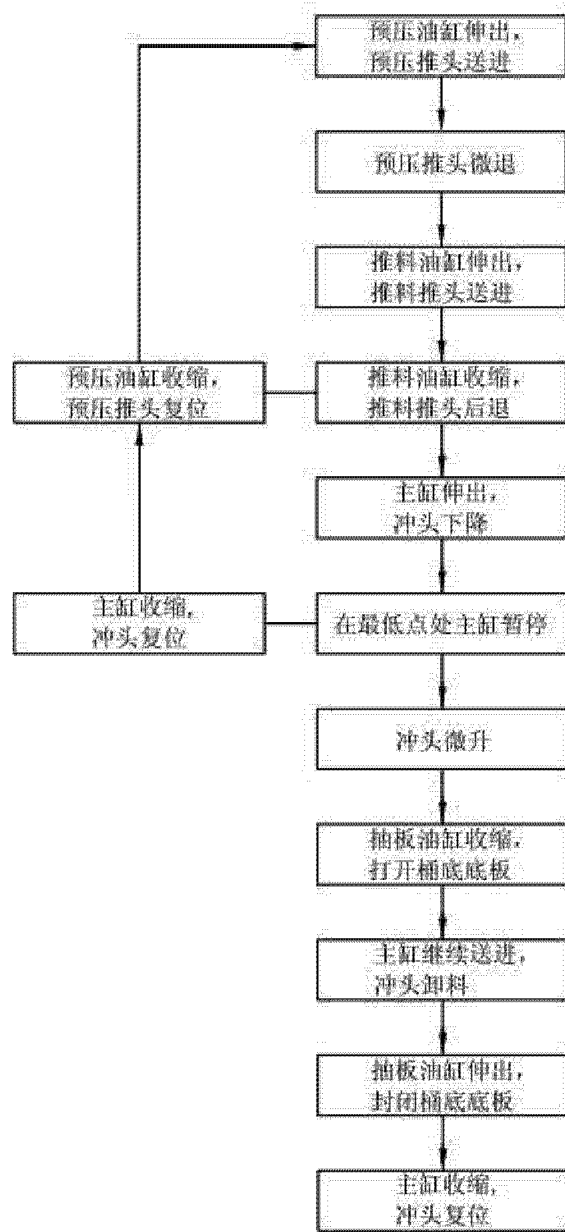 预压油缸伸出，
预压推头送进
预压推头微退
推料油缸伸出，
推料推头送进
预压油缸收缩，
预压推头复位
推料油缸收缩，
推料推头后退
主缸伸出，
冲头下降
主缸收缩，
冲头复位
在最低点处主缸暂停
冲头微升
抽板油缸收缩，
打开桶底底板
主缸继续送进，
冲头卸料
抽板油缸伸出，
封闭桶底底板
主缸收缩，
冲头复位